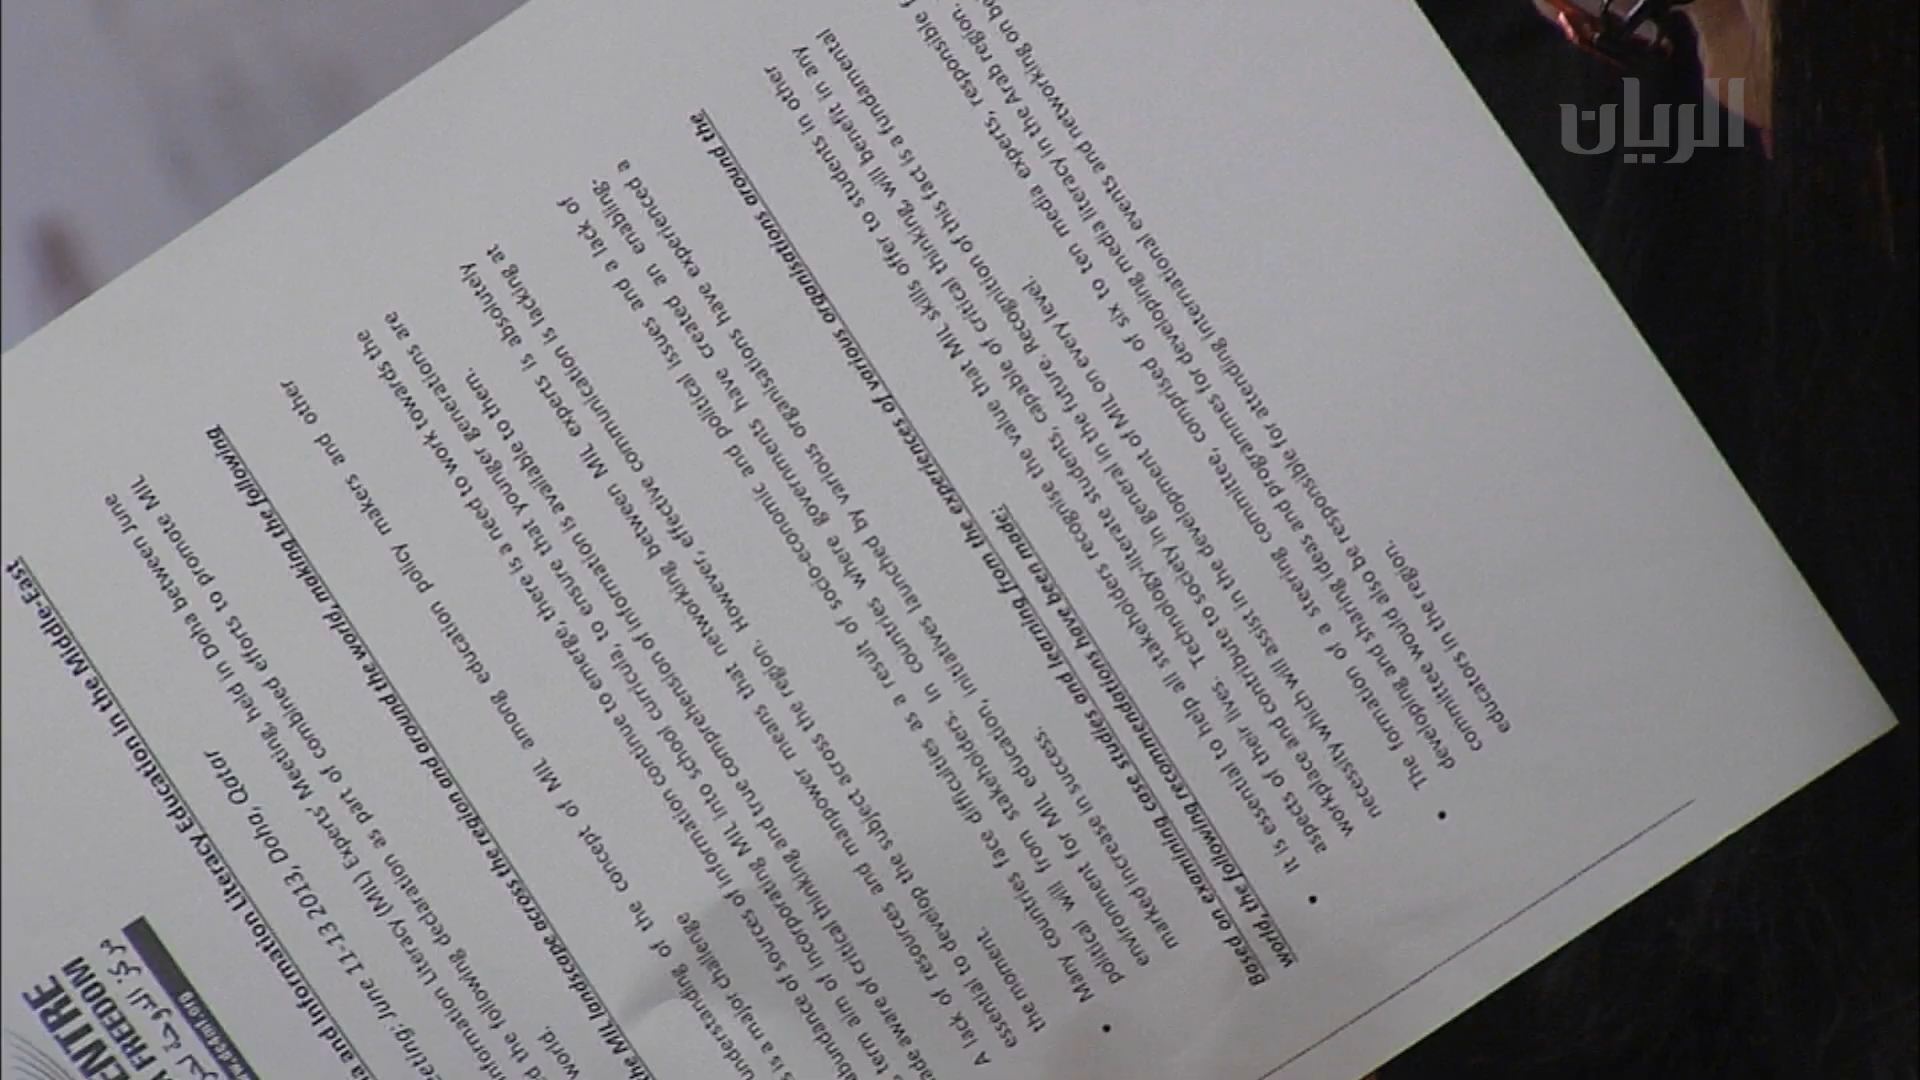 الريان
ENTRE
FREEDOM
مركز الدوحة
and Information Literacy Education in the Middle-East
eeting: June 11-13 2013, Doha, Qatar
nformation Literacy (MIL) Experts' Meeting, held in Doha between June
ed the following declaration as part of combined efforts to promote MIL
world.
the MIL landscape across the region and around the world, making the following
understanding of the concept of MIL among education policy makers and other
is a major challenge
abundance of sources of information continue to emerge, there is a need to work towards the
term aim of incorporating MIL into school curricula, to ensure that younger generations are
ade aware of critical thinking and true comprehension of information is available to them.
A lack of resources and manpower means that networking between MIL experts is absolutely
essential to develop the subject across the region. However, effective communication is lacking at
the moment.
• Many countries face difficulties as a result of socio-economic and political issues and a lack of
political will from stakeholders. In countries where governments have created an enabling
environment for MIL education, initiatives launched by various organisations have experienced a
marked increase in success.
Based on examining case studies and learning from the experiences of various organisations around the
world, the following recommendations have been made:
• It is essential to help all stakeholders recognise the value that MIL skills offer to students in other
aspects of their lives. Technology-literate students, capable of critical thinking, will benefit in any
workplace and contribute to society in general in the future. Recognition of this fact is a fundamental
necessity which will assist in the development of MIL on every level.
• The formation of a steering committee, comprised of six to ten media experts, responsible f
developing and sharing ideas and programmes for developing media literacy in the Arab region.
committee would also be responsible for attending international events and networking on be
educators in the region.